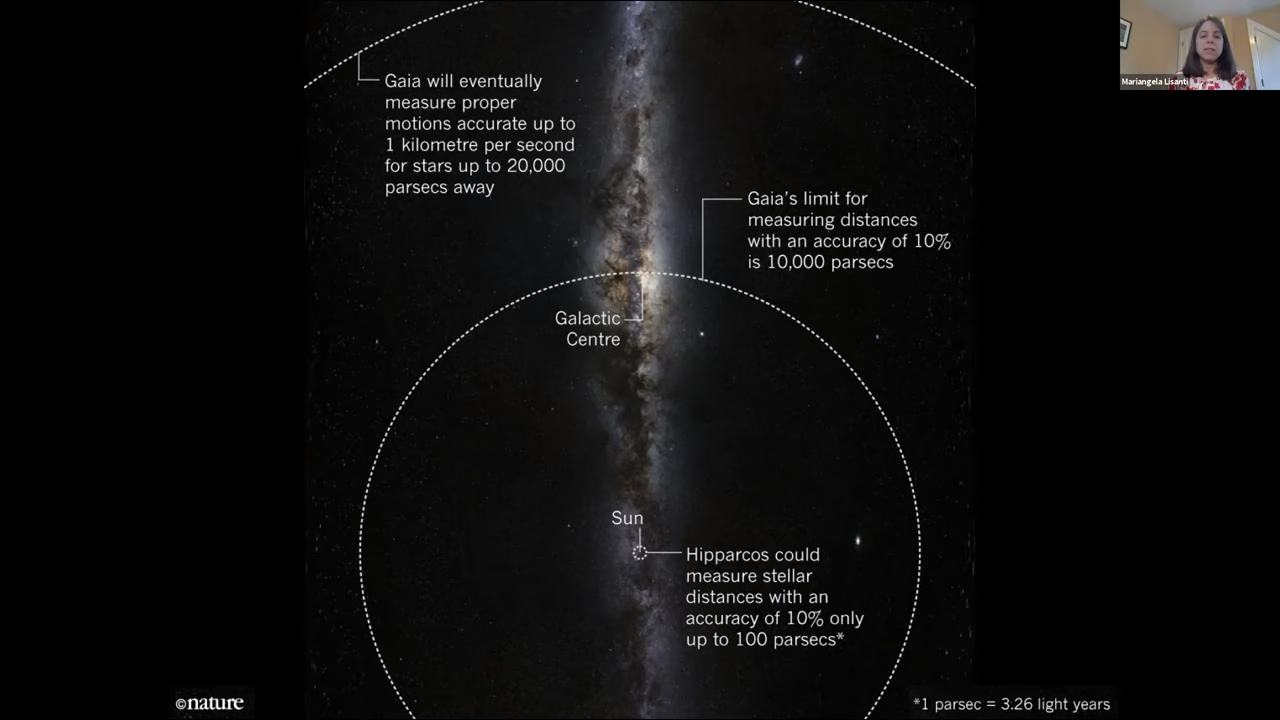 Gaia will eventually
measure proper
motions accurate up to
1 kilometre per second
for stars up to 20,000
parsecs away
Gaia's limit for
measuring distances
with an accuracy of 10%
is 10,000 parsecs
Galactic
Centre
Sun
Hipparcos could
measure stellar
distances with an
accuracy of 10% only
up to 100 parsecs*
©nature
*1 parsec = 3.26 light years
Mariangela Lisanti